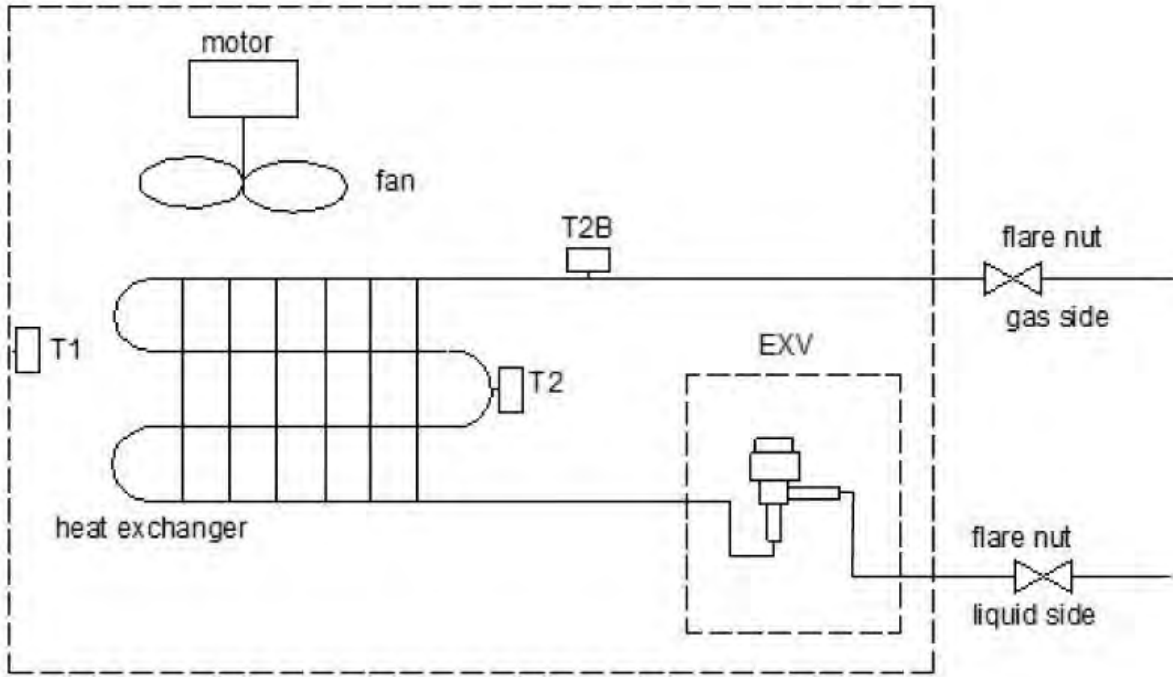 motor
fan
T2B
flare nut
gas side
T1
EXV
T2
heat exchanger
flare nut
liquid side